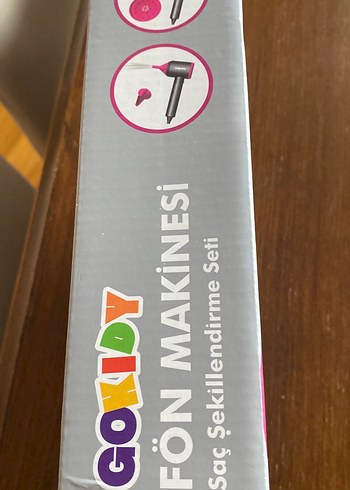 GOKIDY
FÖN MAKİNESİ
Saç Şekillendirme Seti